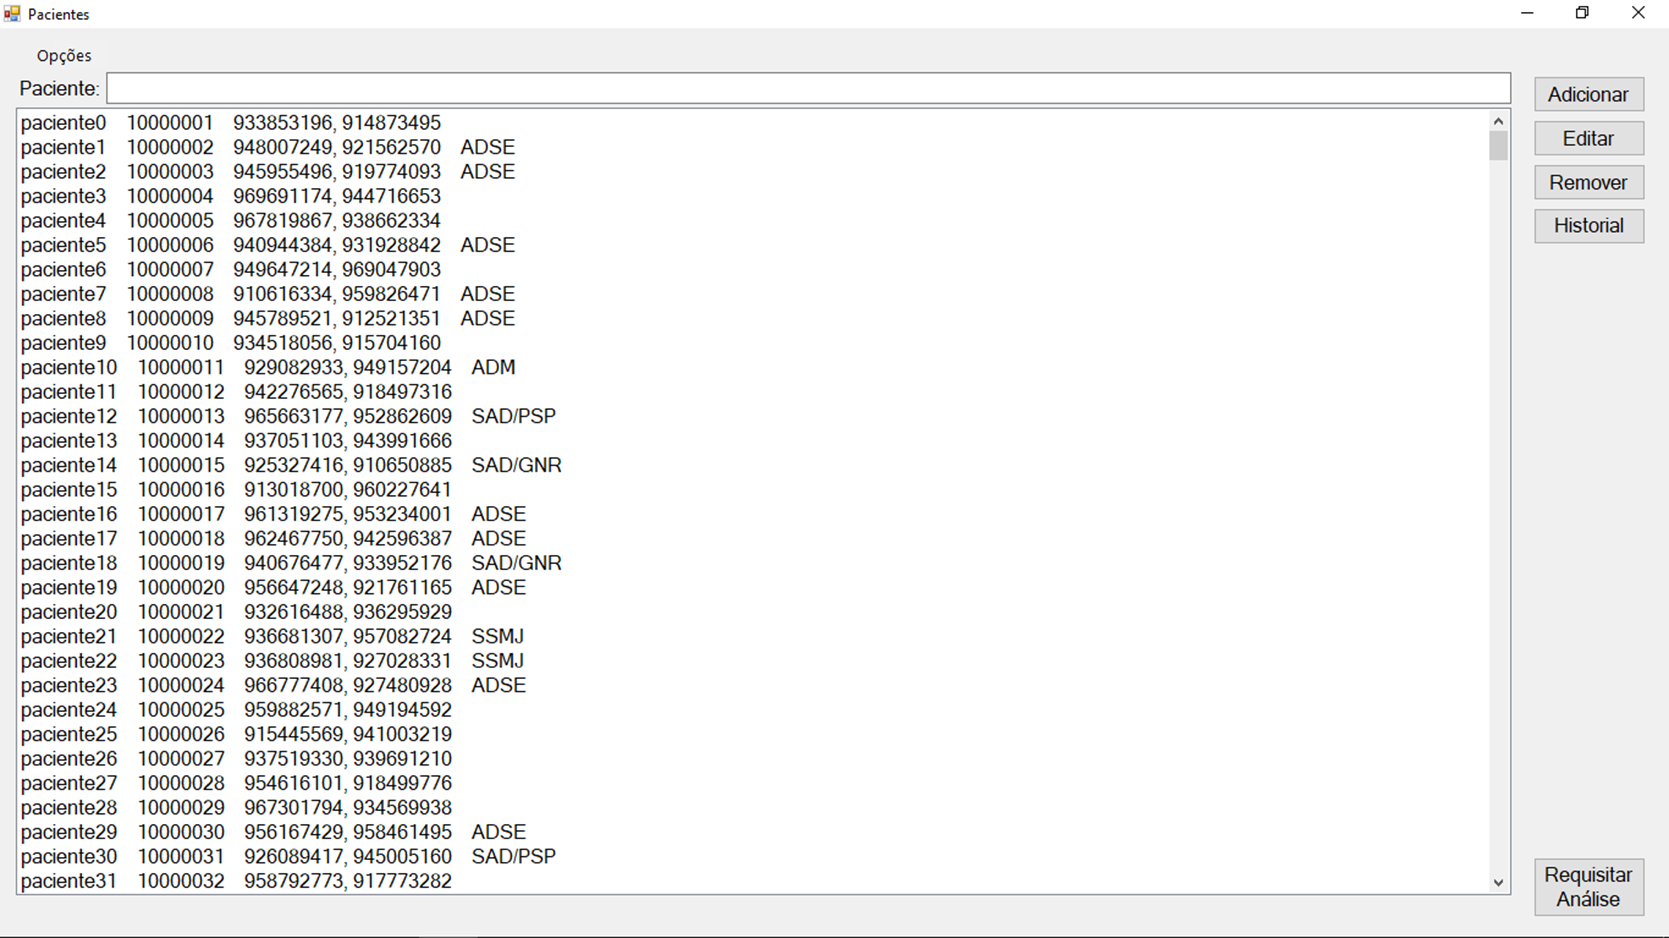 Pacientes
Opções
Paciente:
paciente0 10000001 933853196, 914873495
paciente1 10000002 948007249, 921562570 ADSE
paciente2 10000003 945955496, 919774093 ADSE
paciente3 10000004 969691174, 944716653
paciente4 10000005 967819867, 938662334
paciente5 10000006 940944384, 931928842 ADSE
paciente6 10000007 949647214, 969047903
paciente7 10000008 910616334, 959826471 ADSE
paciente8 10000009 945789521, 912521351 ADSE
paciente9 10000010 934518056, 915704160
paciente10 10000011 929082933, 949157204 ADM
paciente11 10000012 942276565, 918497316
paciente12 10000013 965663177, 952862609 SAD/PSP
paciente13 10000014 937051103, 943991666
paciente14 10000015 925327416, 910650885 SAD/GNR
paciente15 10000016 913018700, 960227641
paciente16 10000017 961319275, 953234001 ADSE
paciente17 10000018 962467750, 942596387 ADSE
paciente18 10000019 940676477, 933952176 SAD/GNR
paciente19 10000020 956647248, 921761165 ADSE
paciente20 10000021 932616488, 936295929
paciente21 10000022 936681307, 957082724 SSMJ
paciente22 10000023 936808981, 927028331 SSMJ
paciente23 10000024 966777408, 927480928 ADSE
paciente24 10000025 959882571, 949194592
paciente25 10000026 915445569, 941003219
paciente26 10000027 937519330, 939691210
paciente27 10000028 954616101, 918499776
paciente28 10000029 967301794, 934569938
paciente29 10000030 956167429, 958461495 ADSE
paciente30 10000031 926089417, 945005160 SAD/PSP
paciente31 10000032 958792773, 917773282
Adicionar
Editar
Remover
Historial
Requisitar
Análise